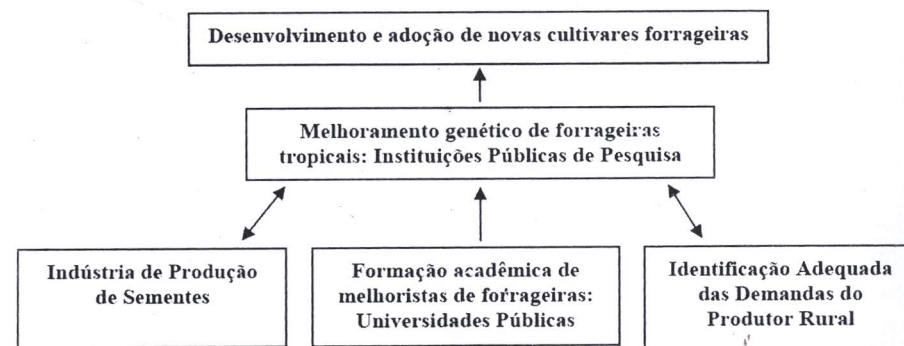 Desenvolvimento e adoção de novas cultivares forrageiras
Melhoramento genético de forrageiras
tropicais: Instituições Públicas de Pesquisa
Indústria de Produção
de Sementes
Formação acadêmica de
melhoristas de forrageiras:
Universidades Públicas
Identificação Adequada
das Demandas do
Produtor Rural